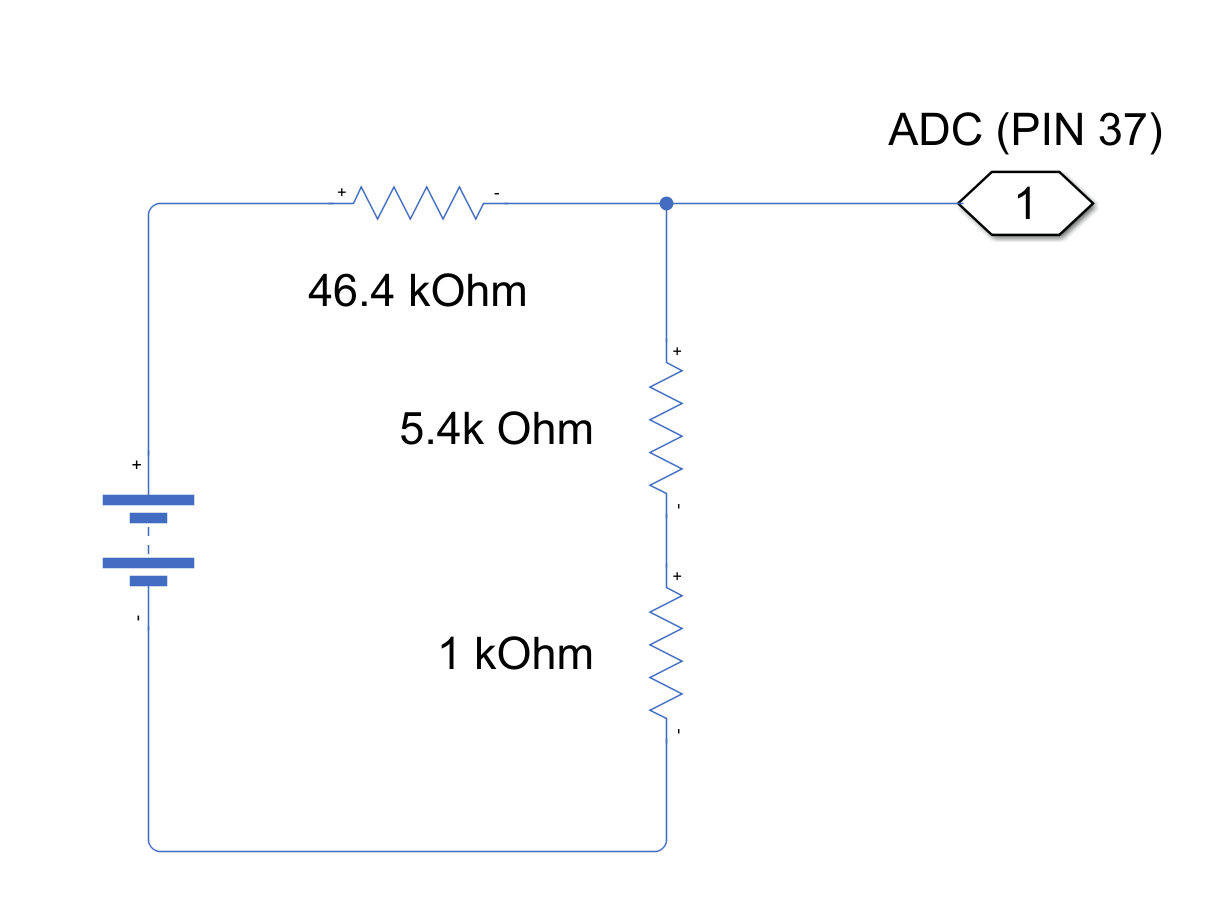 ADC (PIN 37)
1
+ -
46.4 kOhm
+
5.4k Ohm
+
-
+
1 kOhm
-
-